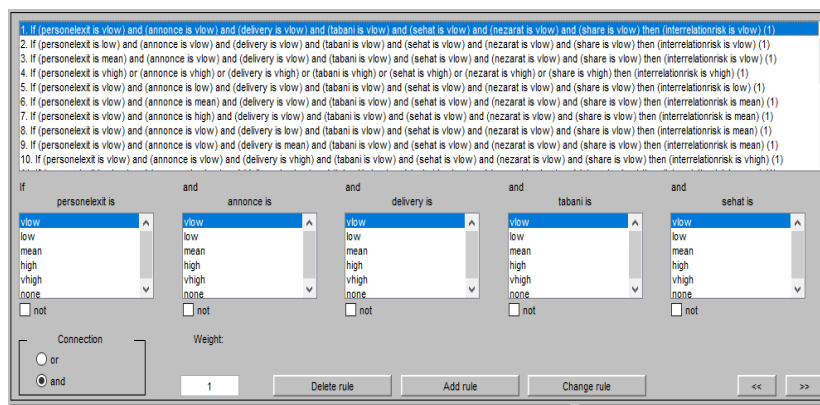 1. If (personelexit is vlow) and (annonce is vlow) and (delivery is vlow) and (tabani is vlow) and (sehat is vlow) and (nezarat is vlow) and (share is vlow) then (interrelationrisk is vlow) (1)
2. If (personelexit is low) and (annonce is vlow) and (delivery is vlow) and (tabani is vlow) and (sehat is vlow) and (nezarat is vlow) and (share is vlow) then (interrelationrisk is vlow) (1)
3. If (personelexit is mean) and (annonce is vlow) and (delivery is vlow) and (tabani is vlow) and (sehat is vlow) and (nezarat is vlow) and (share is vlow) then (interrelationrisk is vlow) (1)
4. If (personelexit is vhigh) or (annonce is vhigh) or (delivery is vhigh) or (tabani is vhigh) or (sehat is vhigh) or (nezarat is vhigh) or (share is vhigh) then (interrelationrisk is vhigh) (1)
5. If (personelexit is vlow) and (annonce is low) and (delivery is vlow) and (tabani is vlow) and (sehat is vlow) and (nezarat is vlow) and (share is vlow) then (interrelationrisk is low) (1)
6. If (personelexit is vlow) and (annonce is mean) and (delivery is vlow) and (tabani is vlow) and (sehat is vlow) and (nezarat is vlow) and (share is vlow) then (interrelationrisk is mean) (1)
7. If (personelexit is vlow) and (annonce is high) and (delivery is vlow) and (tabani is vlow) and (sehat is vlow) and (nezarat is vlow) and (share is vlow) then (interrelationrisk is mean) (1)
8. If (personelexit is vlow) and (annonce is vlow) and (delivery is low) and (tabani is vlow) and (sehat is vlow) and (nezarat is vlow) and (share is vlow) then (interrelationrisk is mean) (1)
9. If (personelexit is vlow) and (annonce is vlow) and (delivery is mean) and (tabani is vlow) and (sehat is vlow) and (nezarat is vlow) and (share is vlow) then (interrelationrisk is mean) (1)
10. If (personelexit is vlow) and (annonce is vlow) and (delivery is vhigh) and (tabani is vlow) and (sehat is vlow) and (nezarat is vlow) and (share is vlow) then (interrelationrisk is vhigh) (1)
If and and and and
personelexit is annonce is delivery is tabani is sehat is
vlow vlow vlow vlow vlow
low low low low low
mean mean mean mean mean
high high high high high
vhigh vhigh vhigh vhigh vhigh
none none none none none
not not not not not
Connection Weight:
or
and 1 Delete rule Add rule Change rule << >>